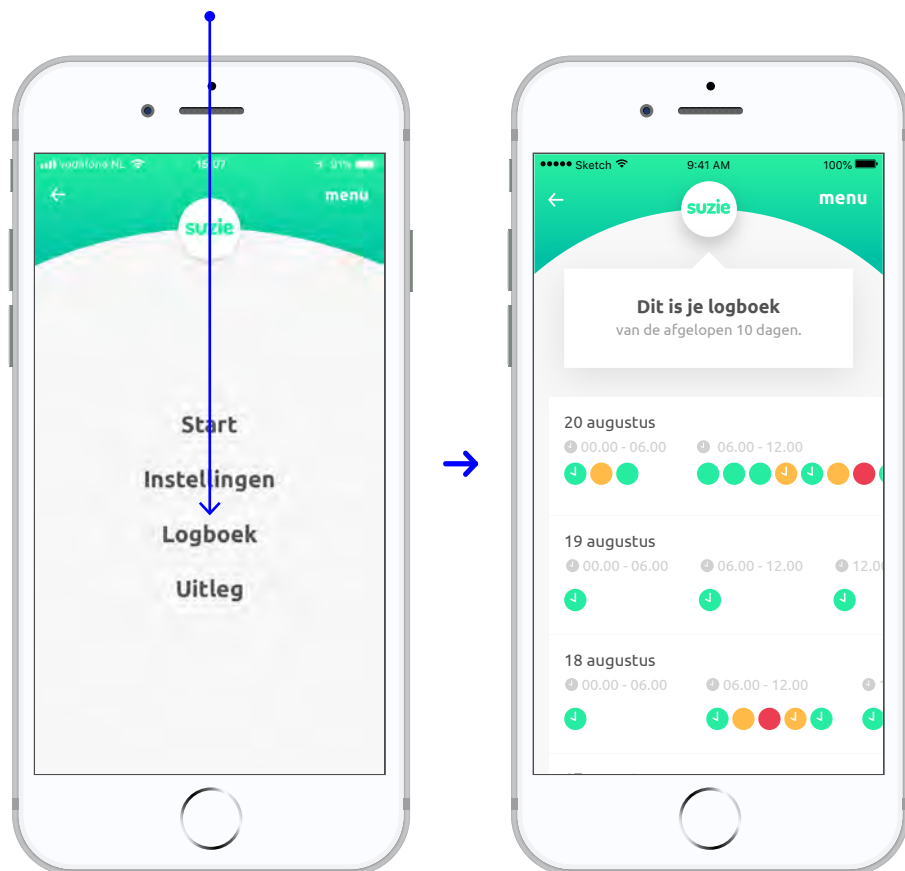 vodafone NL 15:07 91%
menu
suzie
Start
Instellingen
Logboek
Uitleg
Sketch 9:41 AM 100%
menu
suzie
Dit is je logboek
van de afgelopen 10 dagen.
20 augustus
00.00 - 06.00 06.00 - 12.00
19 augustus
00.00 - 06.00 06.00 - 12.00 12.0
18 augustus
00.00 - 06.00 06.00 - 12.00